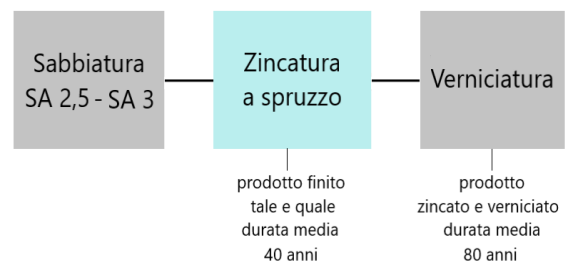 Sabbiatura
SA 2,5 - SA 3
Zincatura
a spruzzo
Verniciatura
prodotto finito
tale e quale
durata media
40 anni
prodotto
zincato e verniciato
durata media
80 anni